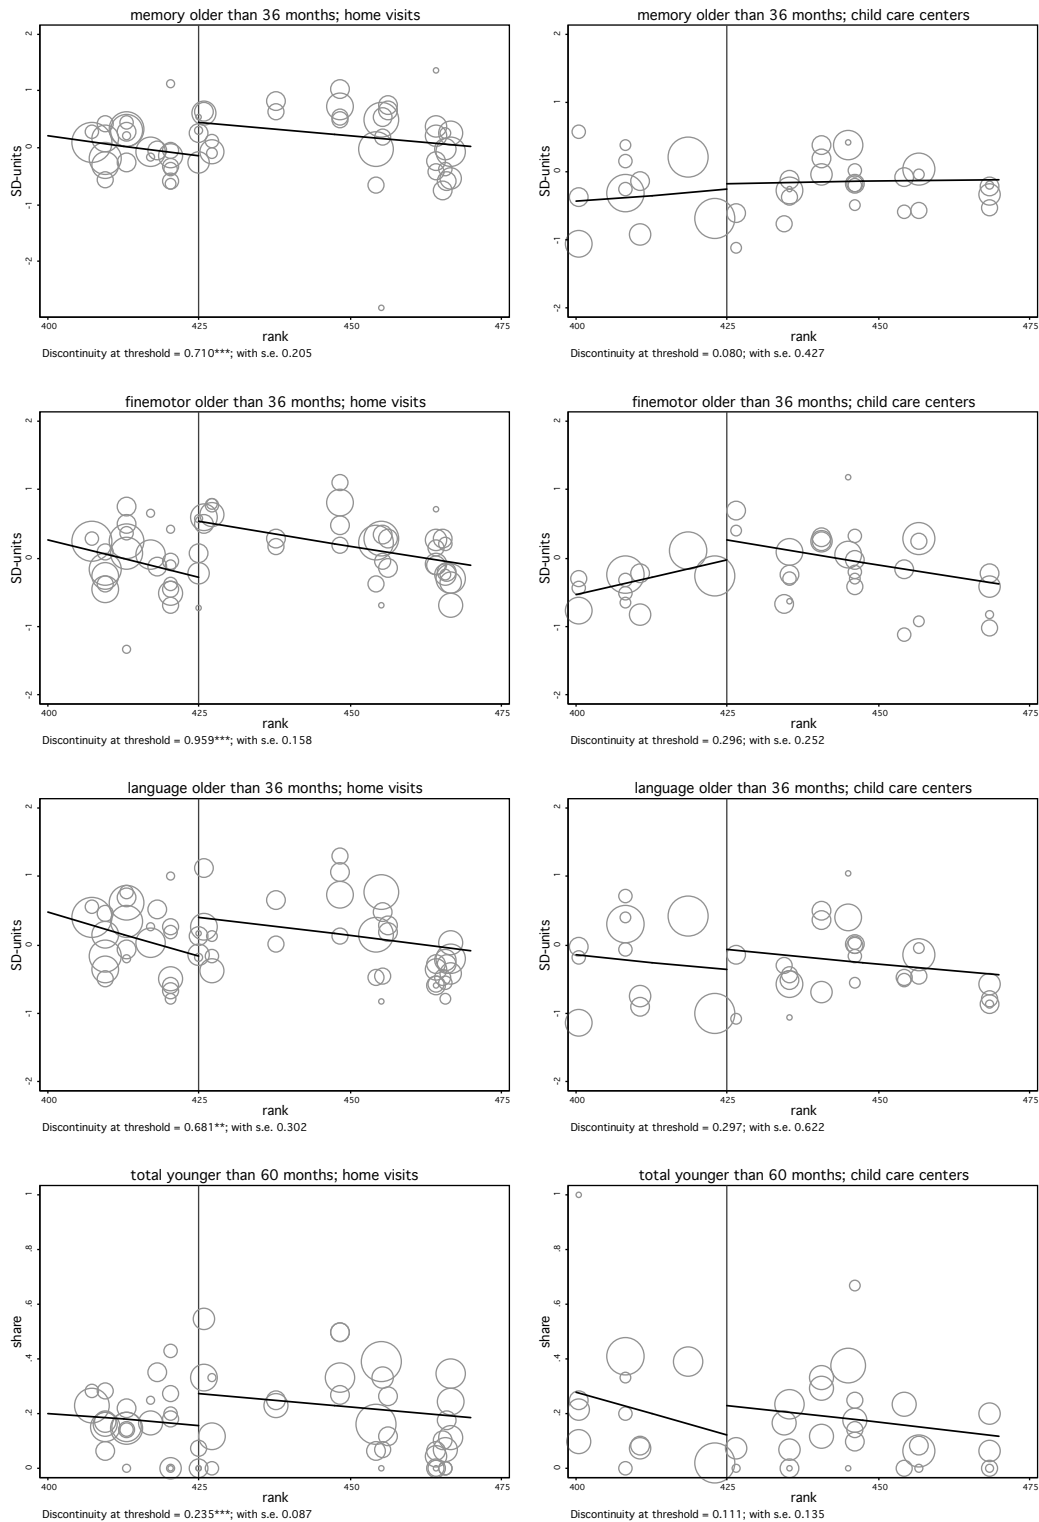 memory older than 36 months; home visits
2
1
0
-1
-2
SD-units
400
425
450
475
rank
Discontinuity at threshold = 0.710***; with s.e. 0.205
memory older than 36 months; child care centers
2
1
0
-1
-2
SD-units
400
425
450
475
rank
Discontinuity at threshold = 0.080; with s.e. 0.427
finemotor older than 36 months; home visits
2
1
0
-1
-2
SD-units
400
425
450
475
rank
Discontinuity at threshold = 0.959***; with s.e. 0.158
finemotor older than 36 months; child care centers
2
1
0
-1
-2
SD-units
400
425
450
475
rank
Discontinuity at threshold = 0.296; with s.e. 0.252
language older than 36 months; home visits
2
1
0
-1
-2
SD-units
400
425
450
475
rank
Discontinuity at threshold = 0.681**; with s.e. 0.302
language older than 36 months; child care centers
2
1
0
-1
-2
SD-units
400
425
450
475
rank
Discontinuity at threshold = 0.297; with s.e. 0.622
total younger than 60 months; home visits
1
.8
.6
.4
.2
0
share
400
425
450
475
rank
Discontinuity at threshold = 0.235***; with s.e. 0.087
total younger than 60 months; child care centers
1
.8
.6
.4
.2
0
share
400
425
450
475
rank
Discontinuity at threshold = 0.111; with s.e. 0.135